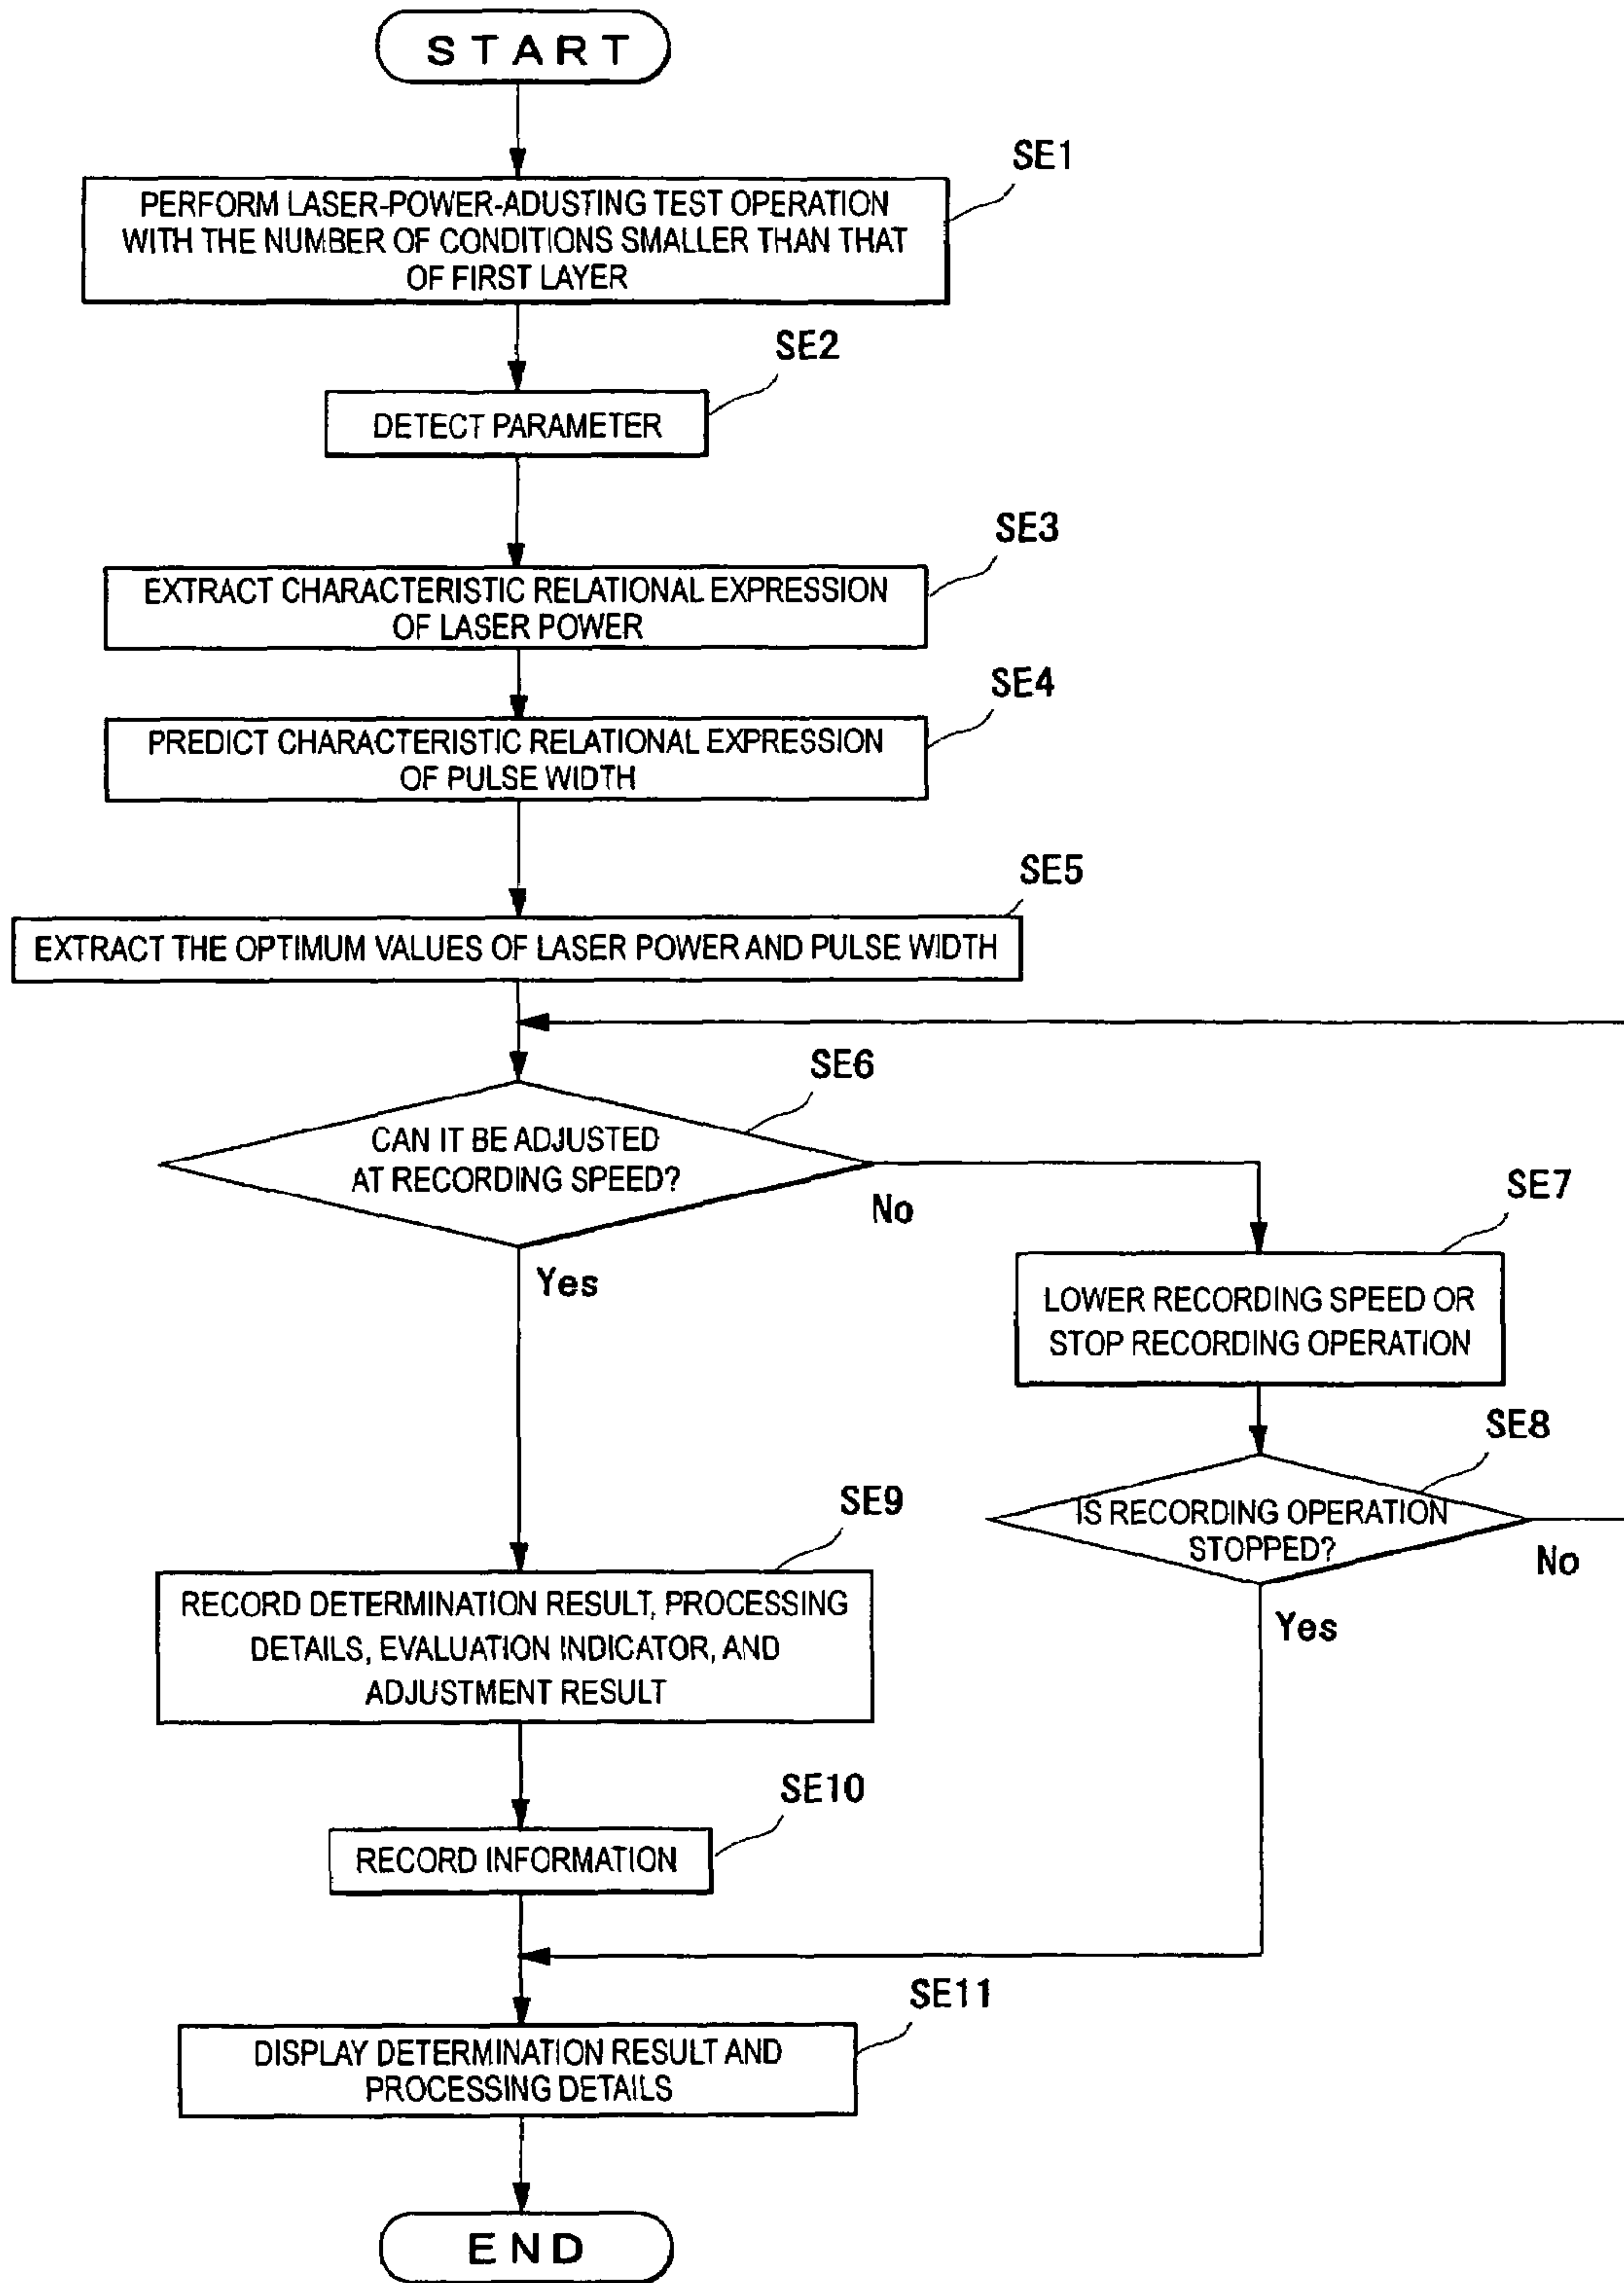 START
SE1
PERFORM LASER-POWER-ADUSTING TEST OPERATION
WITH THE NUMBER OF CONDITIONS SMALLER THAN THAT
OF FIRST LAYER
SE2
DETECT PARAMETER
SE3
EXTRACT CHARACTERISTIC RELATIONAL EXPRESSION
OF LASER POWER
SE4
PREDICT CHARACTERISTIC RELATIONAL EXPRESSION
OF PULSE WIDTH
SE5
EXTRACT THE OPTIMUM VALUES OF LASER POWER AND PULSE WIDTH
SE6
CAN IT BE ADJUSTED
AT RECORDING SPEED?
No
Yes
SE7
LOWER RECORDING SPEED OR
STOP RECORDING OPERATION
SE8
IS RECORDING OPERATION
STOPPED?
No
Yes
SE9
RECORD DETERMINATION RESULT, PROCESSING
DETAILS, EVALUATION INDICATOR, AND
ADJUSTMENT RESULT
SE10
RECORD INFORMATION
SE11
DISPLAY DETERMINATION RESULT AND
PROCESSING DETAILS
END